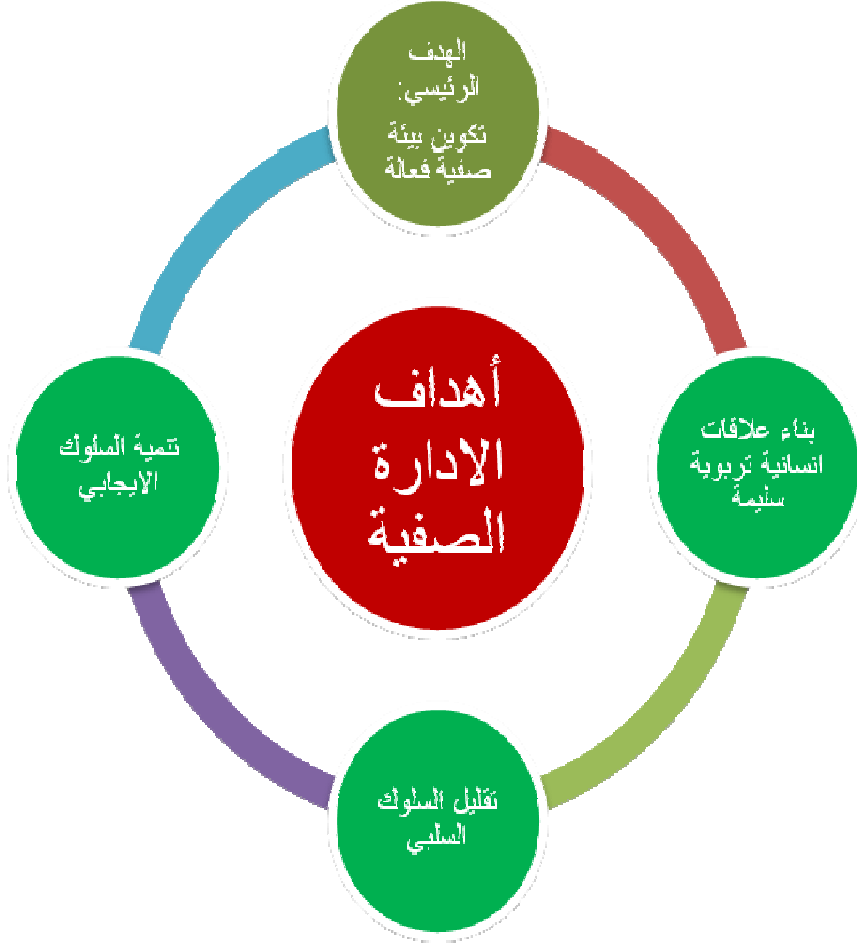 الهدف
الرئيسي:
تكوين بيئة
صفية فعالة
بناء علاقات
انسانية تربوية
سليمة
أهداف
الادارة
الصفية
تنمية السلوك
الايجابي
تقليل السلوك
السلبي